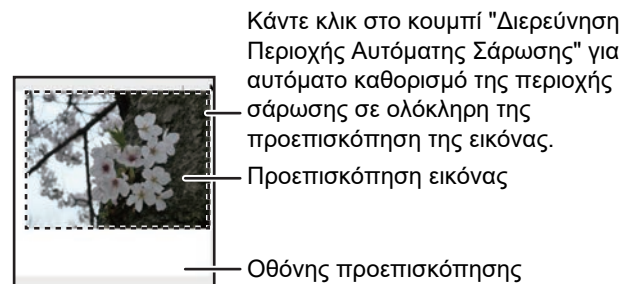 Κάντε κλικ στο κουμπί "Διερεύνηση
Περιοχής Αυτόματης Σάρωσης" για
αυτόματο καθορισμό της περιοχής
σάρωσης σε ολόκληρη της
προεπισκόπηση της εικόνας.
Προεπισκόπηση εικόνας
Οθόνης προεπισκόπησης